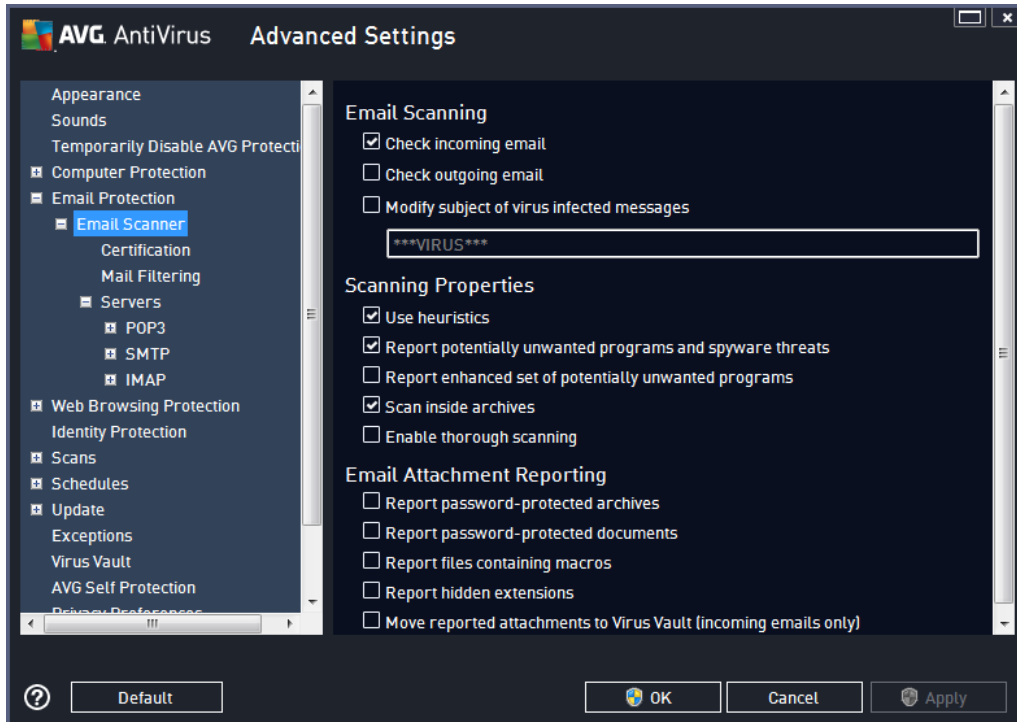 AVG. AntiVirus Advanced Settings
Appearance
Sounds
Temporarily Disable AVG Protecti
Computer Protection
Email Protection
Email Scanner
Certification
Mail Filtering
Servers
POP3
SMTP
IMAP
Web Browsing Protection
Identity Protection
Scans
Schedules
Update
Exceptions
Virus Vault
AVG Self Protection
Privacy Preferences
Email Scanning
Check incoming email
Check outgoing email
Modify subject of virus infected messages
***VIRUS***
Scanning Properties
Use heuristics
Report potentially unwanted programs and spyware threats
Report enhanced set of potentially unwanted programs
Scan inside archives
Enable thorough scanning
Email Attachment Reporting
Report password-protected archives
Report password-protected documents
Report files containing macros
Report hidden extensions
Move reported attachments to Virus Vault (incoming emails only)
? Default OK Cancel Apply